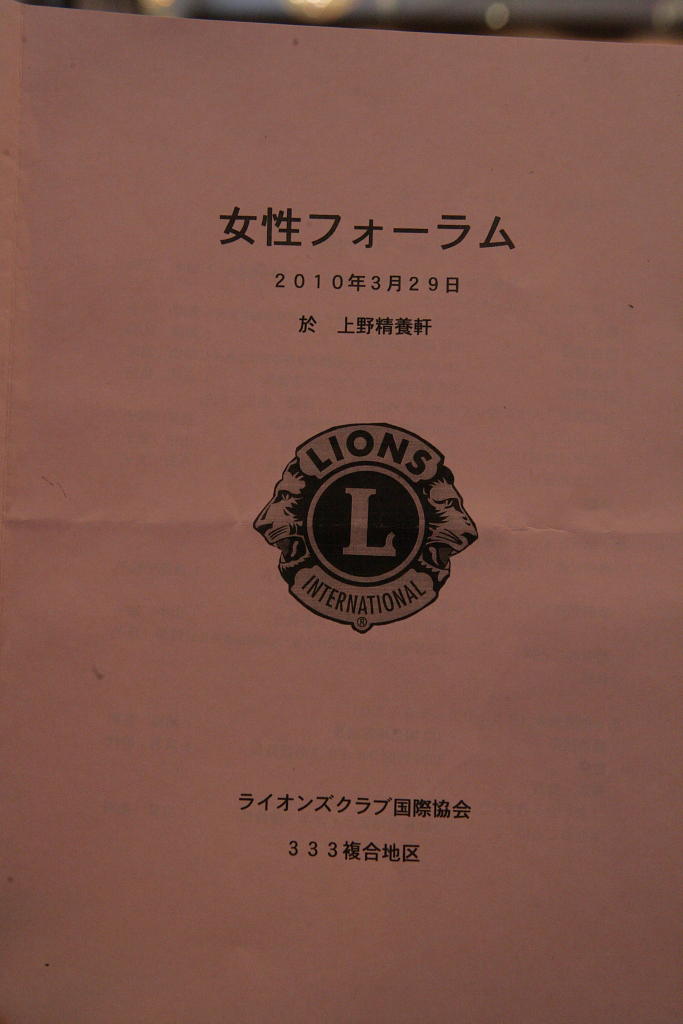 女性フォーラム
２０１０年３月２９日
於　上野精養軒
LIONS
L
INTERNATIONAL
®
ライオンズクラブ国際協会
３３３複合地区